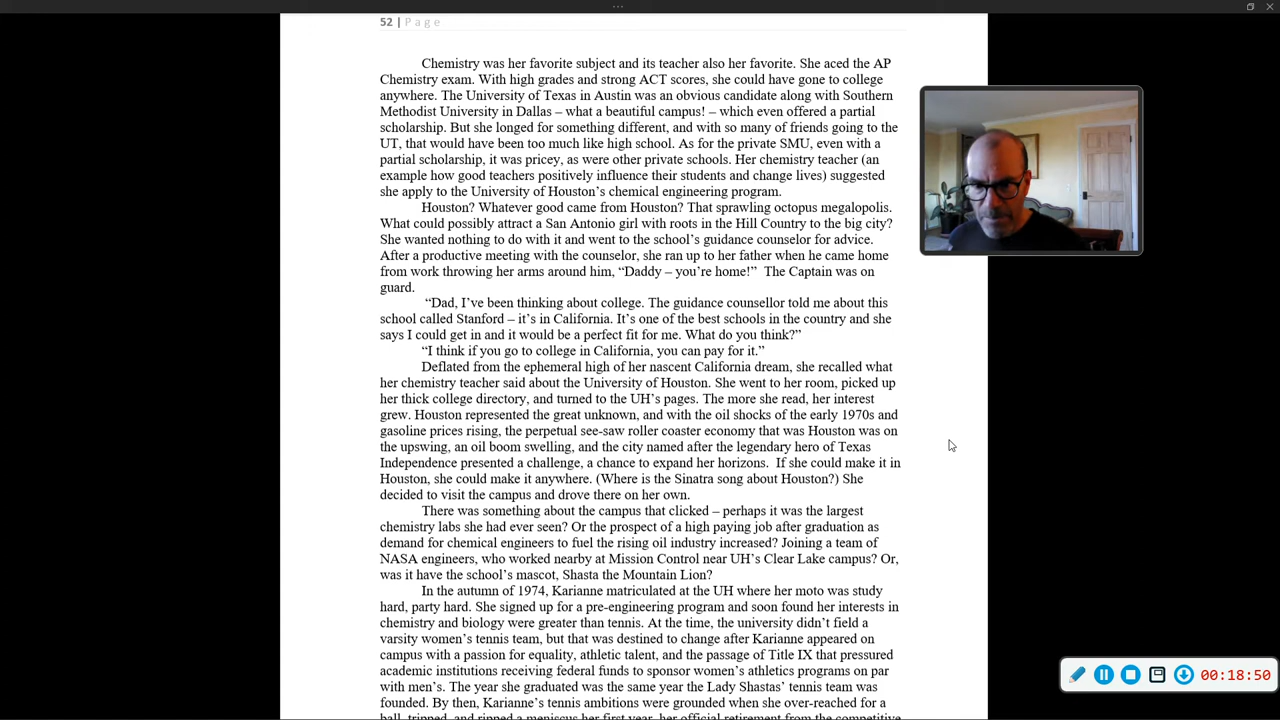 52 | Page
Chemistry was her favorite subject and its teacher also her favorite. She aced the AP
Chemistry exam. With high grades and strong ACT scores, she could have gone to college
anywhere. The University of Texas in Austin was an obvious candidate along with Southern
Methodist University in Dallas – what a beautiful campus! – which even offered a partial
scholarship. But she longed for something different, and with so many of friends going to the
UT, that would have been too much like high school. As for the private SMU, even with a
partial scholarship, it was pricey, as were other private schools. Her chemistry teacher (an
example how good teachers positively influence their students and change lives) suggested
she apply to the University of Houston’s chemical engineering program.
Houston? Whatever good came from Houston? That sprawling octopus megalopolis.
What could possibly attract a San Antonio girl with roots in the Hill Country to the big city?
She wanted nothing to do with it and went to the school’s guidance counselor for advice.
After a productive meeting with the counselor, she ran up to her father when he came home
from work throwing her arms around him, “Daddy – you’re home!” The Captain was on
guard.
“Dad, I’ve been thinking about college. The guidance counsellor told me about this
school called Stanford – it’s in California. It’s one of the best schools in the country and she
says I could get in and it would be a perfect fit for me. What do you think?”
“I think if you go to college in California, you can pay for it.”
Deflated from the ephemeral high of her nascent California dream, she recalled what
her chemistry teacher said about the University of Houston. She went to her room, picked up
her thick college directory, and turned to the UH’s pages. The more she read, her interest
grew. Houston represented the great unknown, and with the oil shocks of the early 1970s and
gasoline prices rising, the perpetual see-saw roller coaster economy that was Houston was on
the upswing, an oil boom swelling, and the city named after the legendary hero of Texas
Independence presented a challenge, a chance to expand her horizons. If she could make it in
Houston, she could make it anywhere. (Where is the Sinatra song about Houston?) She
decided to visit the campus and drove there on her own.
There was something about the campus that clicked – perhaps it was the largest
chemistry labs she had ever seen? Or the prospect of a high paying job after graduation as
demand for chemical engineers to fuel the rising oil industry increased? Joining a team of
NASA engineers, who worked nearby at Mission Control near UH’s Clear Lake campus? Or,
was it have the school’s mascot, Shasta the Mountain Lion?
In the autumn of 1974, Karianne matriculated at the UH where her moto was study
hard, party hard. She signed up for a pre-engineering program and soon found her interests in
chemistry and biology were greater than tennis. At the time, the university didn’t field a
varsity women’s tennis team, but that was destined to change after Karianne appeared on
campus with a passion for equality, athletic talent, and the passage of Title IX that pressured
academic institutions receiving federal funds to sponsor women’s athletics programs on par
with men’s. The year she graduated was the same year the Lady Shastas’ tennis team was
founded. By then, Karianne’s tennis ambitions were grounded when she over-reached for a
ball, tripped, and ripped a meniscus her first year, her official retirement from the competitive
00:18:50